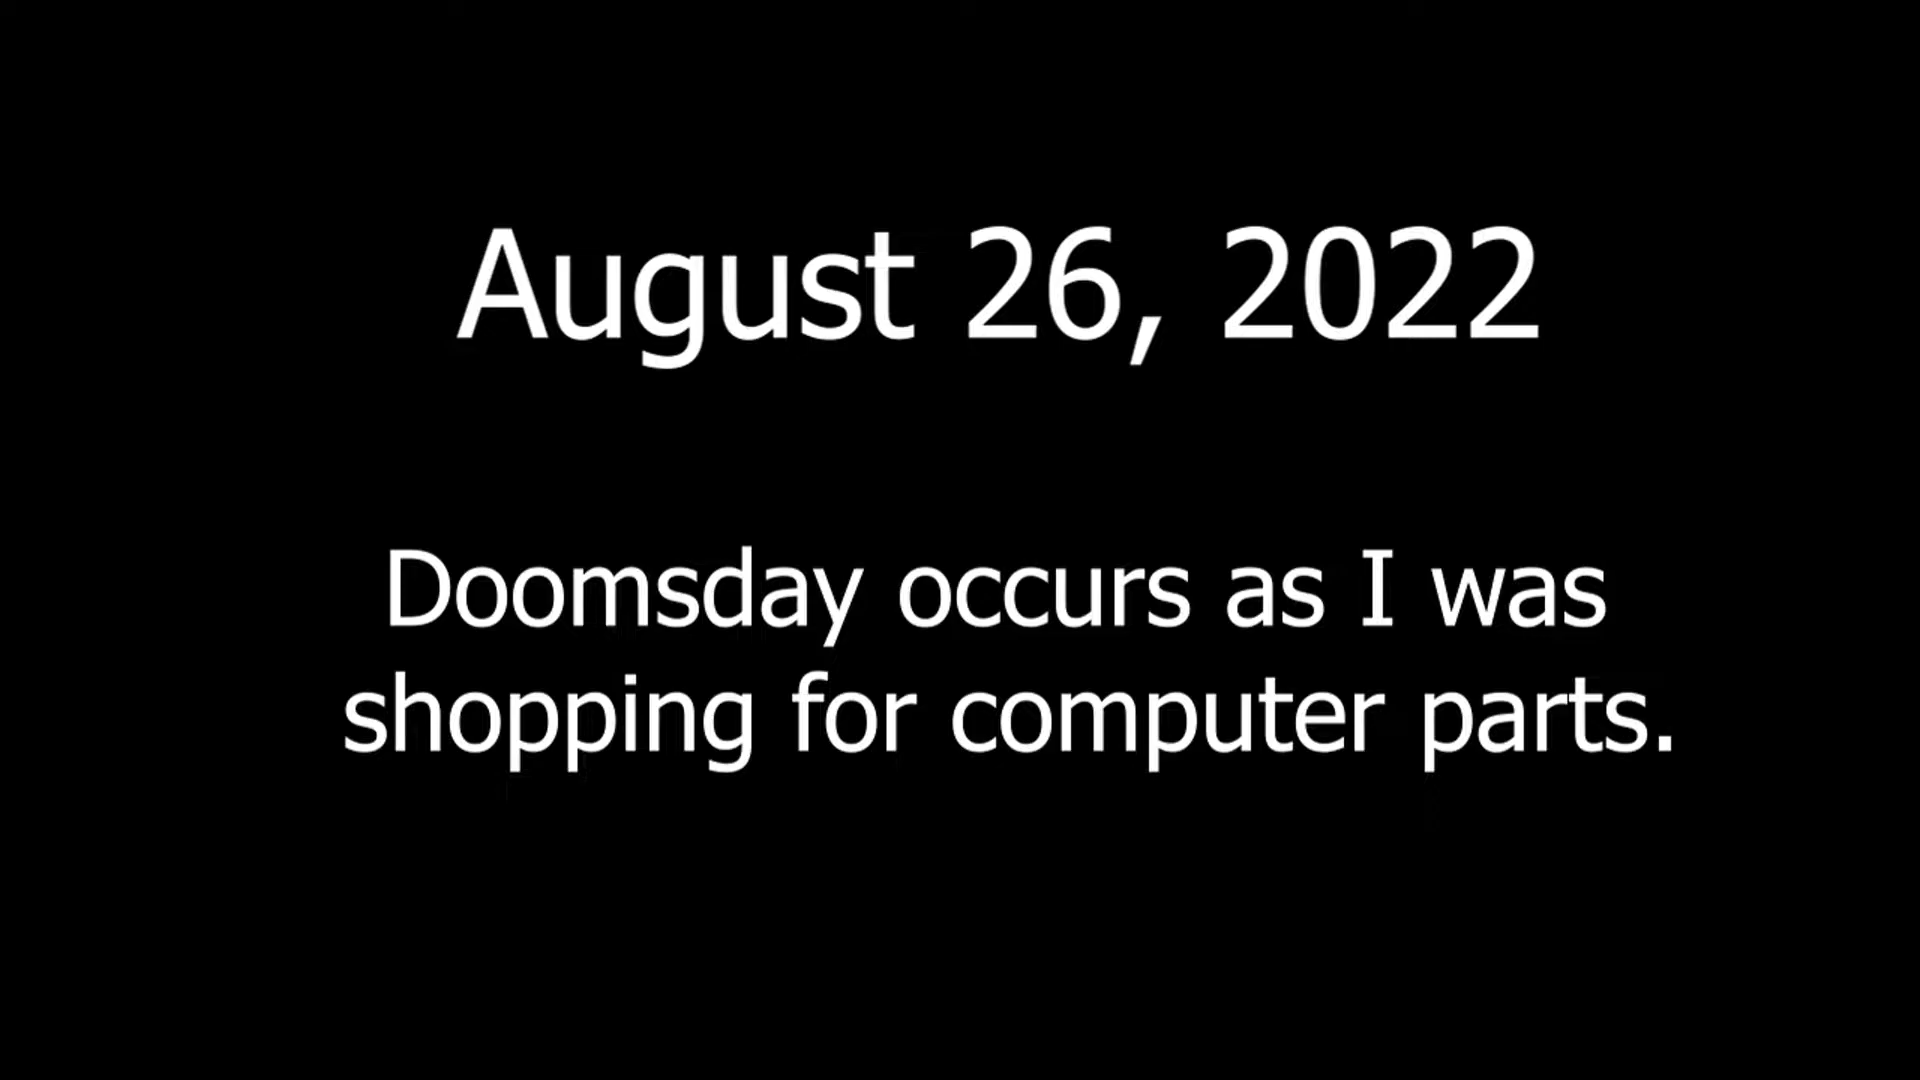 August 26, 2022
Doomsday occurs as I was
shopping for computer parts.